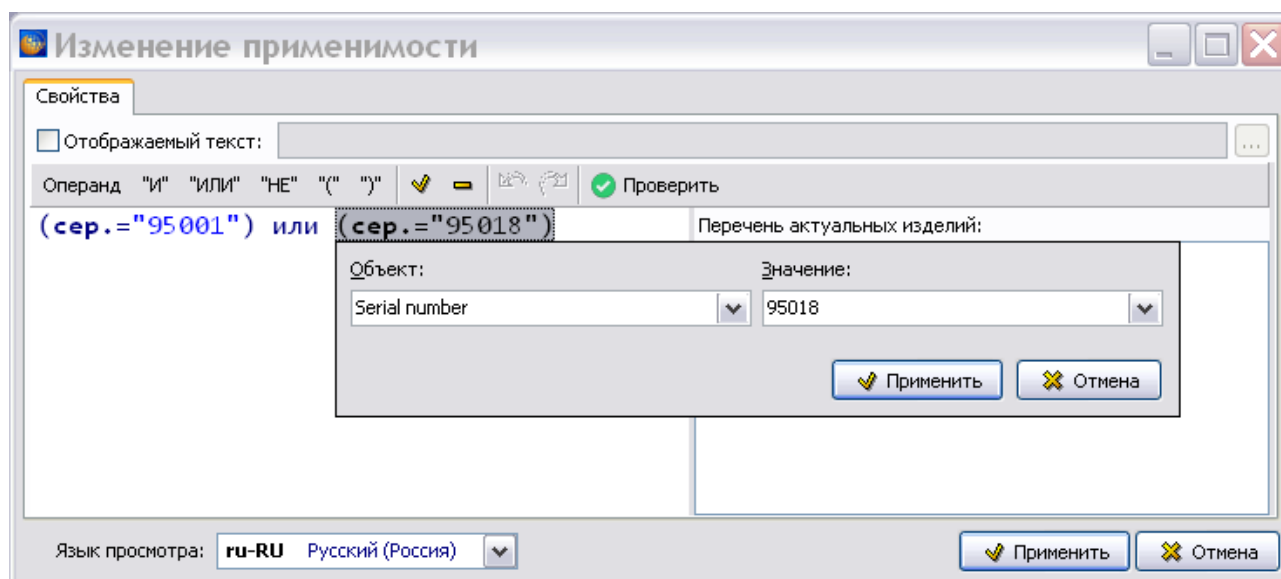 Изменение применимости
Свойства
Отображаемый текст:
...
Операнд "И" "ИЛИ" "НЕ" "(" ")" Проверить
(сер.="95001") или (сер.="95018") Перечень актуальных изделий:
Объект: Значение:
Serial number 95018
Применить Отмена
Язык просмотра: ru-RU Русский (Россия) Применить Отмена